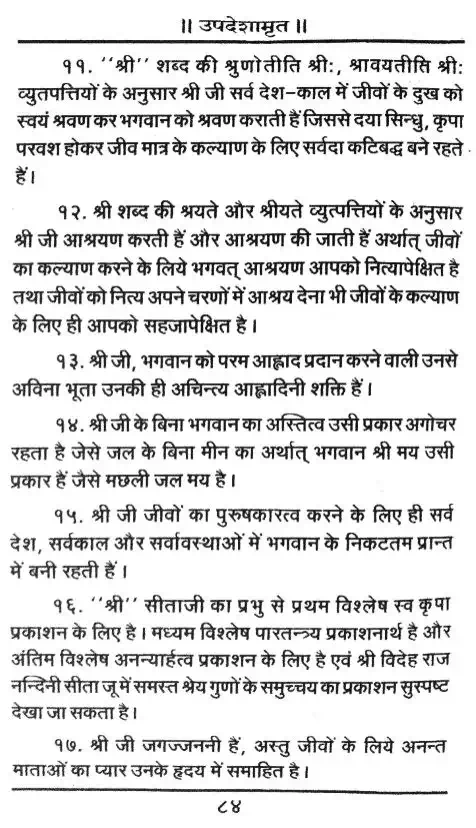 ॥ उपदेशामृत ॥
११. ‘‘श्री’’ शब्द की श्रुणोतीति श्रीः, श्रावयतीति श्रीः
व्युतपत्तियों के अनुसार श्री जी सर्व देश-काल में जीवों के दुख को
स्वयं श्रवण कर भगवान को श्रवण कराती हैं जिससे दया सिन्धु, कृपा
परवश होकर जीव मात्र के कल्याण के लिए सर्वदा कटिबद्ध बने रहते
हैं।
१२. श्री शब्द की श्रयते और श्रीयते व्युत्पत्तियों के अनुसार
श्री जी आश्रयण करती हैं और आश्रयण की जाती हैं अर्थात् जीवों
का कल्याण करने के लिये भगवत् आश्रयण आपको नित्यापेक्षित है
तथा जीवों को नित्य अपने चरणों में आश्रय देना भी जीवों के कल्याण
के लिए ही आपको सहजापेक्षित है।
१३. श्री जी, भगवान को परम आह्लाद प्रदान करने वाली उनसे
अविना भूता उनकी ही अचिन्त्य आह्लादिनी शक्ति हैं।
१४. श्री जी के बिना भगवान का अस्तित्व उसी प्रकार अगोचर
रहता है जेसे जल के बिना मीन का अर्थात् भगवान श्री मय उसी
प्रकार हैं जैसे मछली जल मय है।
१५. श्री जी जीवों का पुरुषकारत्व करने के लिए ही सर्व
देश, सर्वकाल और सर्वावस्थाओं में भगवान के निकटतम प्रान्त
में बनी रहती हैं।
१६. ‘‘श्री’’ सीताजी का प्रभु से प्रथम विश्लेष स्व कृपा
प्रकाशन के लिए है। मध्यम विश्लेष पारतन्त्र्य प्रकाशनार्थ है और
अंतिम विश्लेष अनन्यार्हत्व प्रकाशन के लिए है एवं श्री विदेह राज
नन्दिनी सीता जू में समस्त श्रेय गुणों के समुच्चय का प्रकाशन सुस्पष्ट
देखा जा सकता है।
१७. श्री जी जगज्जननी हैं, अस्तु जीवों के लिये अनन्त
माताओं का प्यार उनके हृदय में समाहित है।
८४